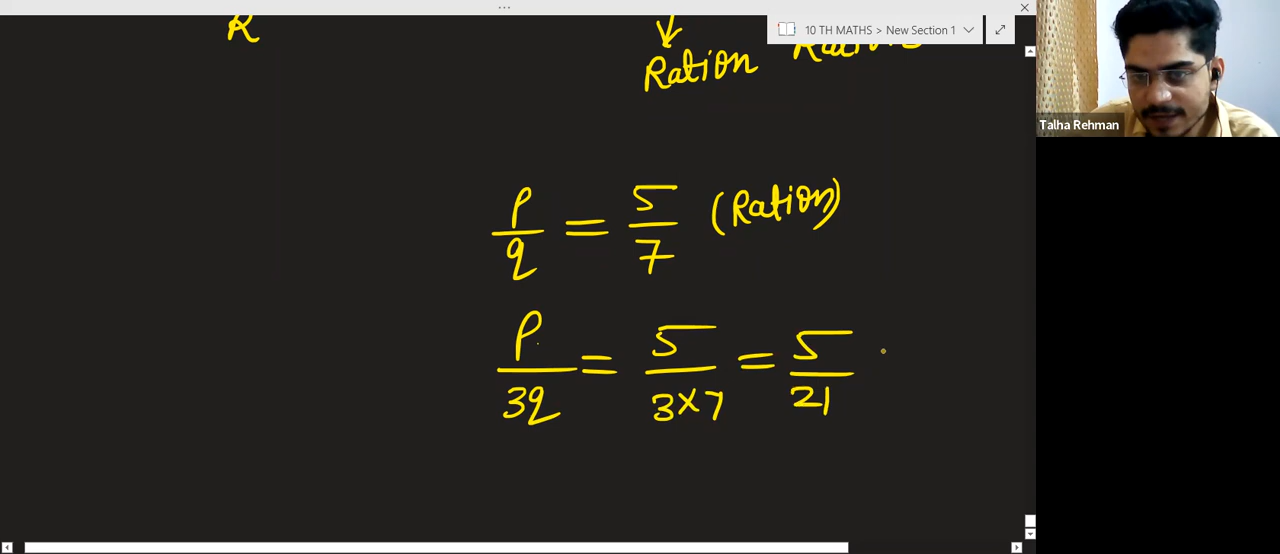 R
10 TH MATHS > New Section 1
Ration
Talha Rehman
p/q = 5/7 (Ration)
p/3q = 5/3×7 = 5/21